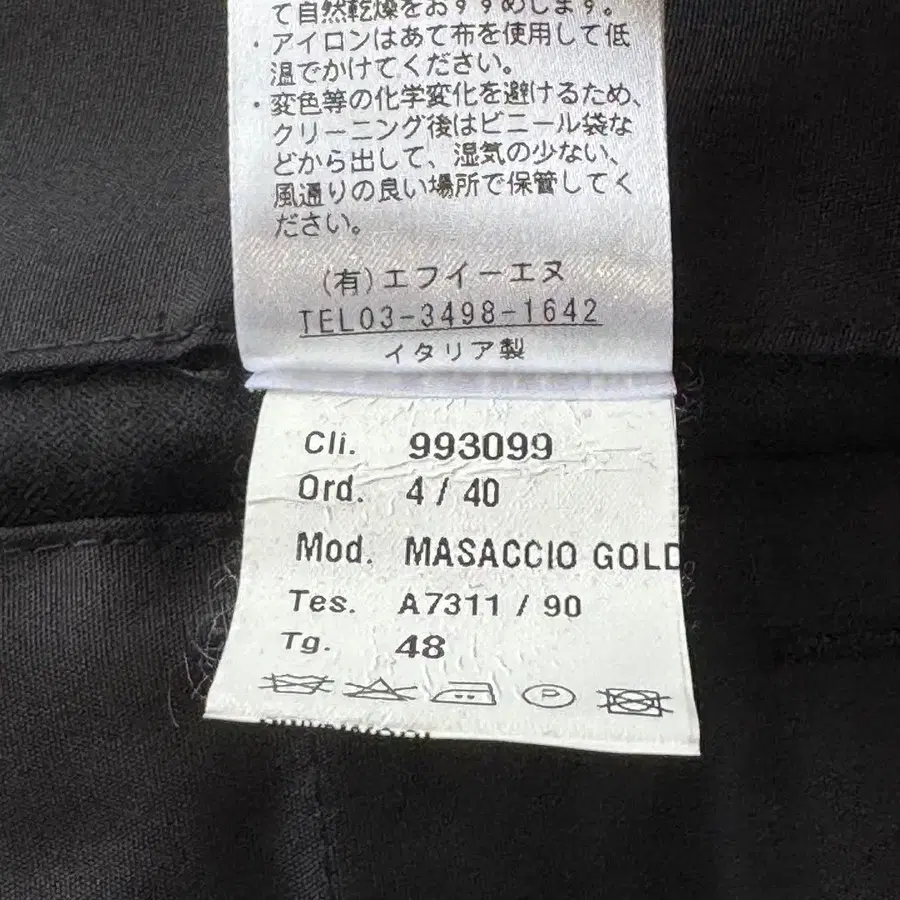 て自然乾燥をおすすめします。
・アイロンはあて布を使用して低
温でかけてください。
・変色等の化学変化を避けるため、
クリーニング後はビニール袋な
どから出して、湿気の少ない、
風通りの良い場所で保管してく
ださい。
(有)エフイーエヌ
TEL03-3498-1642
イタリア製
Cli. 993099
Ord. 4 / 40
Mod. MASACCIO GOLD
Tes. A7311 / 90
Tg. 48
P